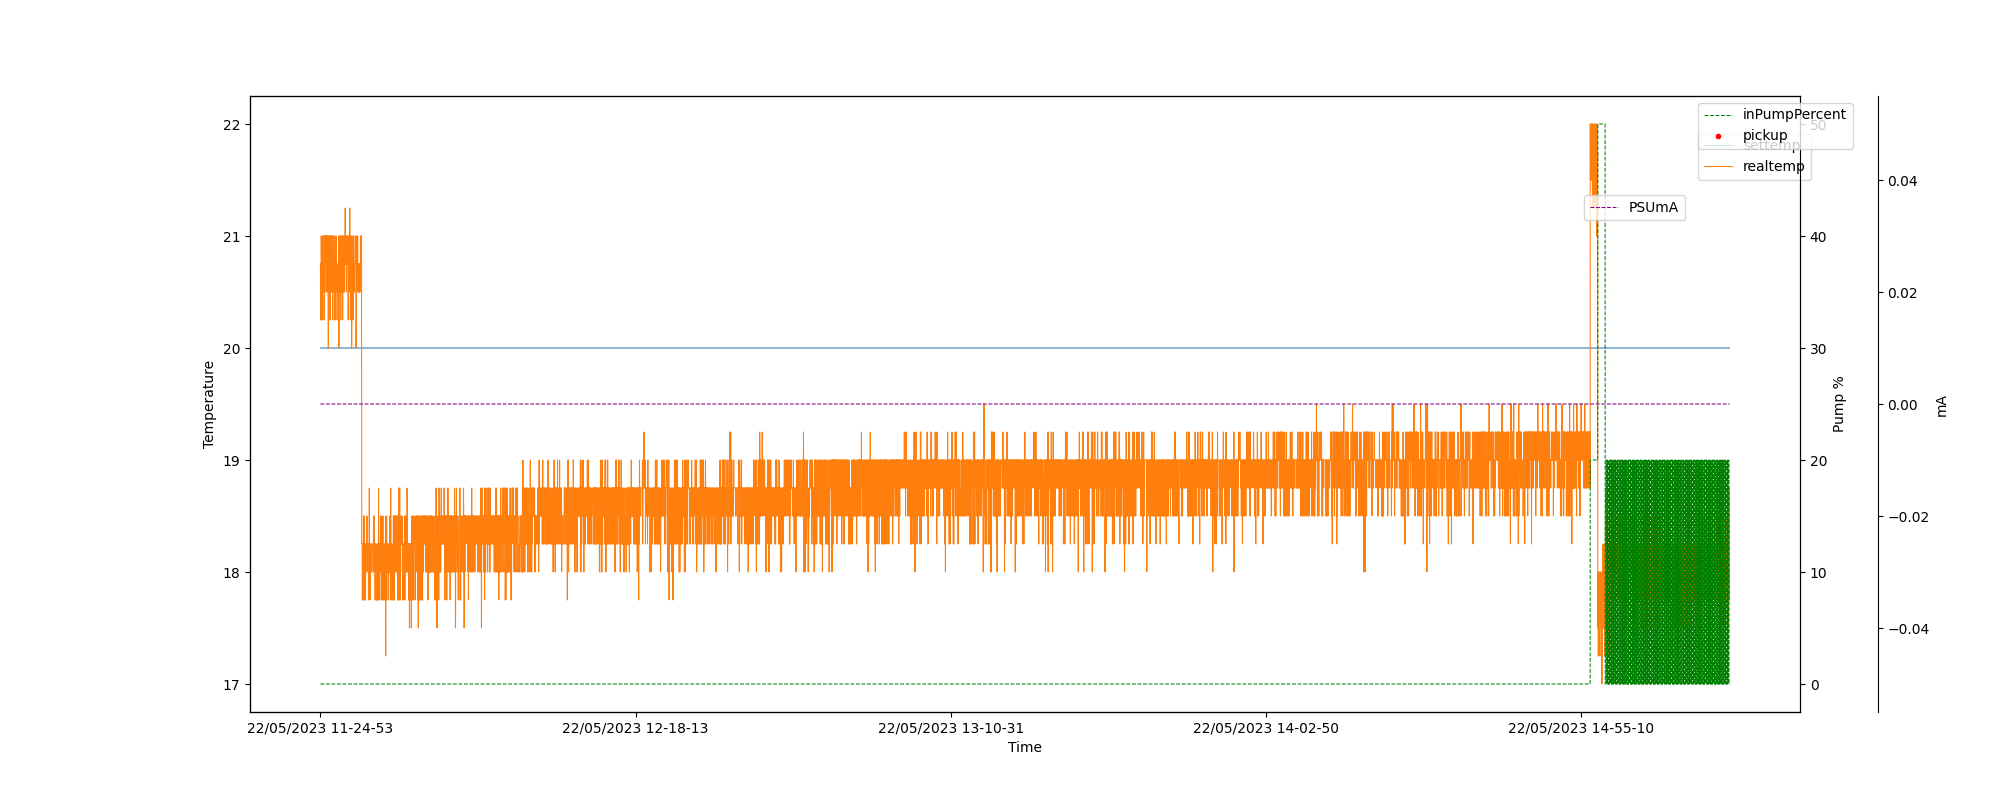 22
21
20
19
18
17
Temperature
22/05/2023 11-24-53
22/05/2023 12-18-13
22/05/2023 13-10-31
22/05/2023 14-02-50
22/05/2023 14-55-10
Time
inPumpPercent
pickup
settemp
realtemp
PSUmA
50
40
30
20
10
0
Pump %
0.04
0.02
0.00
−0.02
−0.04
mA